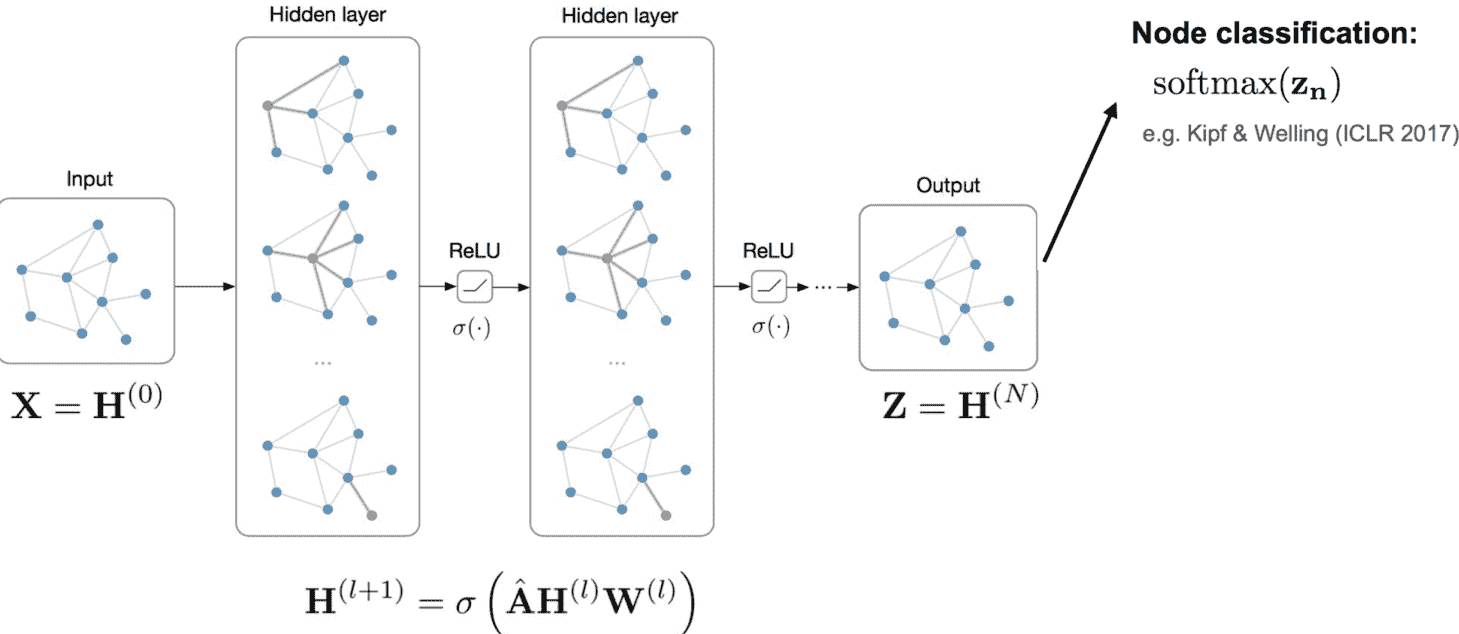 Hidden layer
Hidden layer
Node classification:
softmax(𝐳ₙ)
e.g. Kipf & Welling (ICLR 2017)
Input
Output
ReLU
ReLU
σ(·)
σ(·)
...
...
...
𝐗 = 𝐇⁽⁰⁾
𝐙 = 𝐇⁽ᴺ⁾
𝐇⁽ˡ⁺¹⁾ = σ(𝐀̂𝐇⁽ˡ⁾𝐖⁽ˡ⁾)